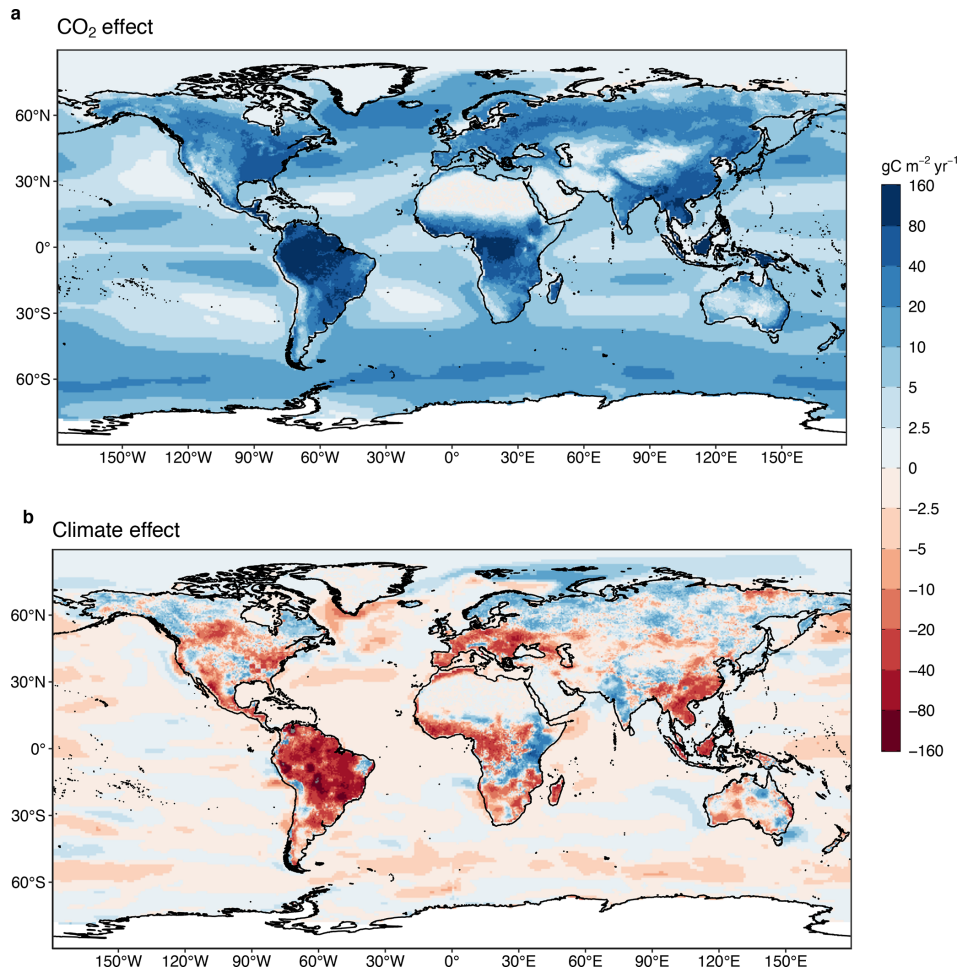 a
CO₂ effect
60°N
30°N
0°
30°S
60°S
150°W 120°W 90°W 60°W 30°W 0° 30°E 60°E 90°E 120°E 150°E
gC m⁻² yr⁻¹
160
80
40
20
10
5
2.5
0
−2.5
−5
−10
−20
−40
−80
−160
b
Climate effect
60°N
30°N
0°
30°S
60°S
150°W 120°W 90°W 60°W 30°W 0° 30°E 60°E 90°E 120°E 150°E